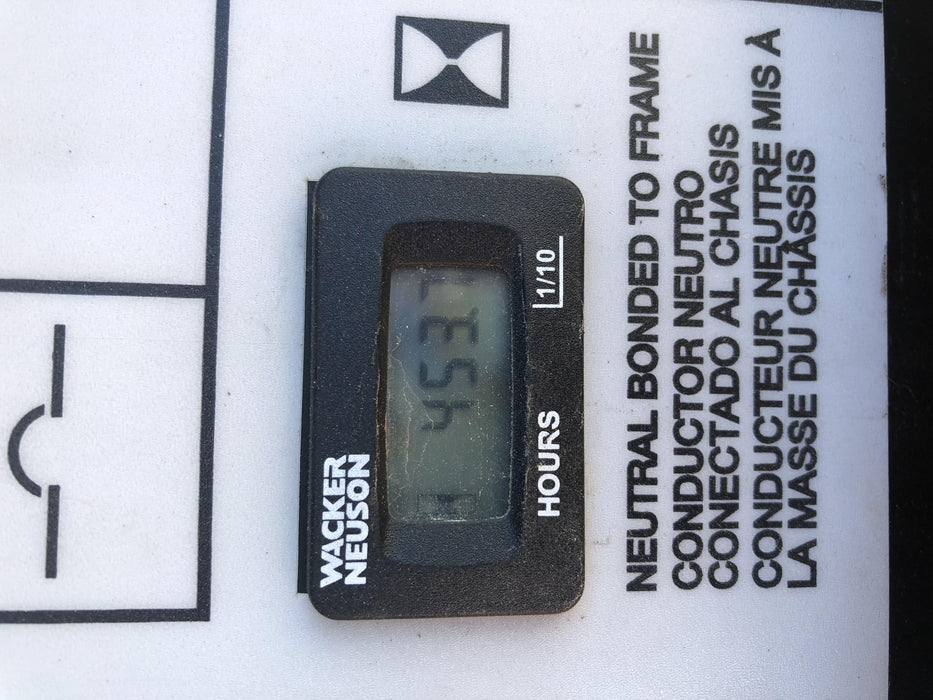 WACKER
NEUSON
4537
HOURS
1/10
NEUTRAL BONDED TO FRAME
CONDUCTOR NEUTRO
CONECTADO AL CHASIS
CONDUCTEUR NEUTRE MIS À
LA MASSE DU CHÂSSIS